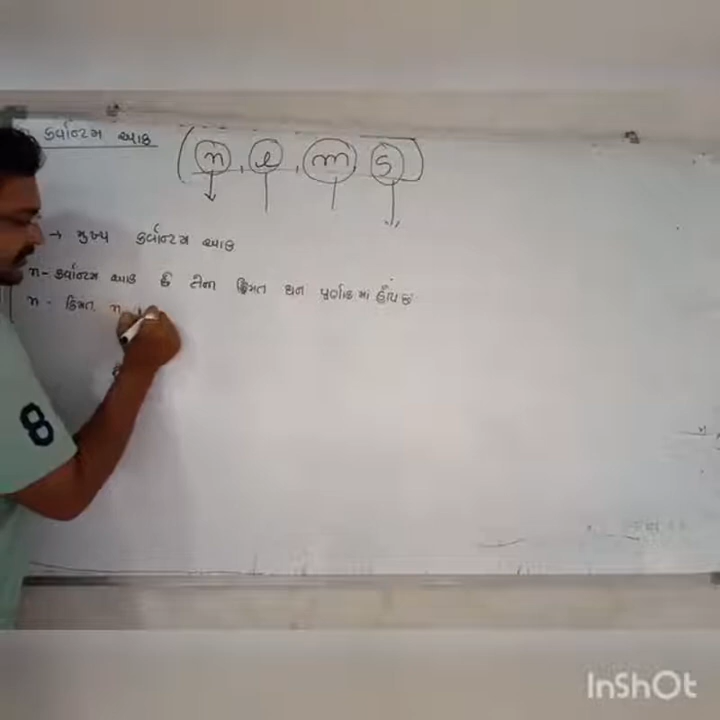 ક્વોન્ટમ આંક (n, l, m, s)
→ મુખ્ય ક્વોન્ટમ આંક
n - ક્વોન્ટમ આંક છે તેના કિંમત ધન પૂર્ણાંક માં હોય છે
n - કિંમત, n
InShOt